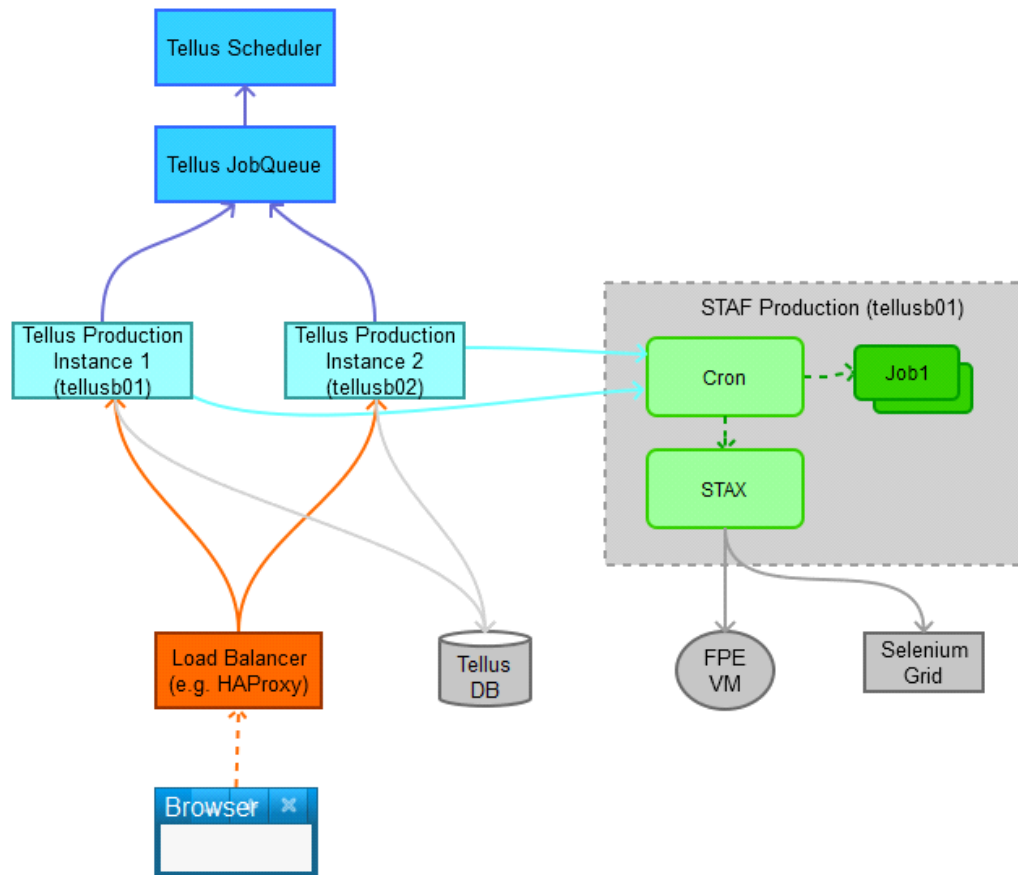 Tellus Scheduler
Tellus JobQueue
Tellus Production
Instance 1
(tellusb01)
Tellus Production
Instance 2
(tellusb02)
STAF Production (tellusb01)
Cron
Job1
STAX
Load Balancer
(e.g. HAProxy)
Tellus
DB
FPE
VM
Selenium
Grid
Browser